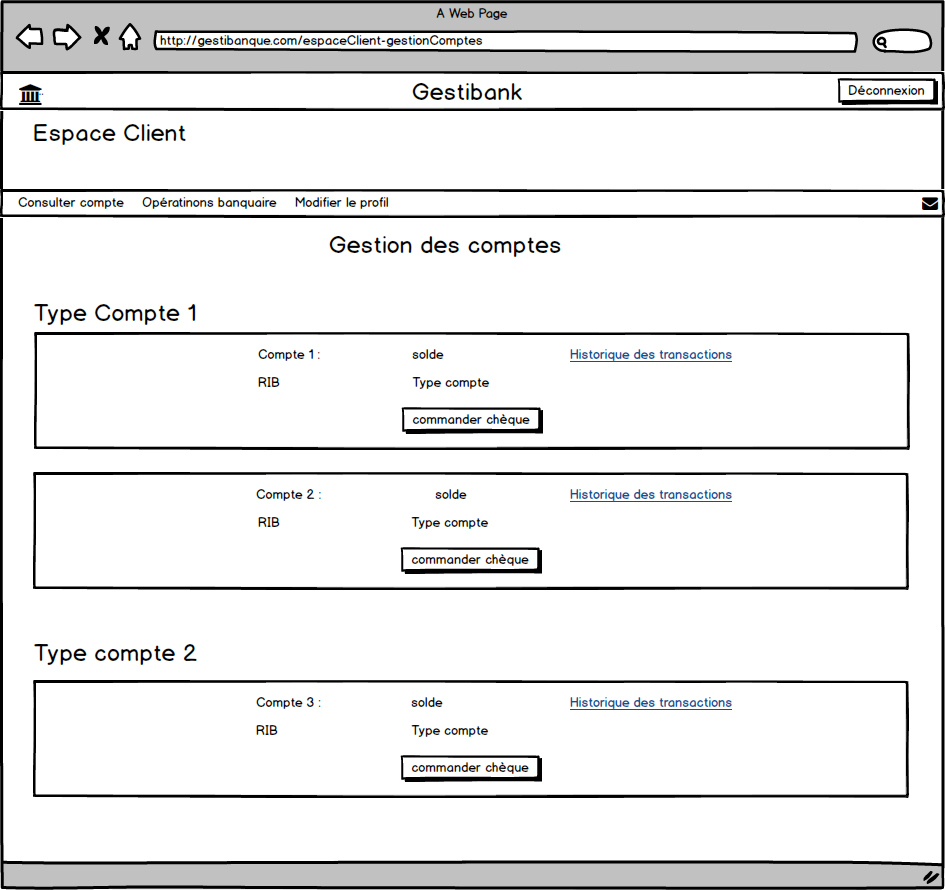 A Web Page
http://gestibanque.com/espaceClient-gestionComptes
Gestibank
Déconnexion
Espace Client
Consulter compte Opératinons banquaire Modifier le profil
Gestion des comptes
Type Compte 1
Compte 1 : solde Historique des transactions
RIB Type compte
commander chèque
Compte 2 : solde Historique des transactions
RIB Type compte
commander chèque
Type compte 2
Compte 3 : solde Historique des transactions
RIB Type compte
commander chèque